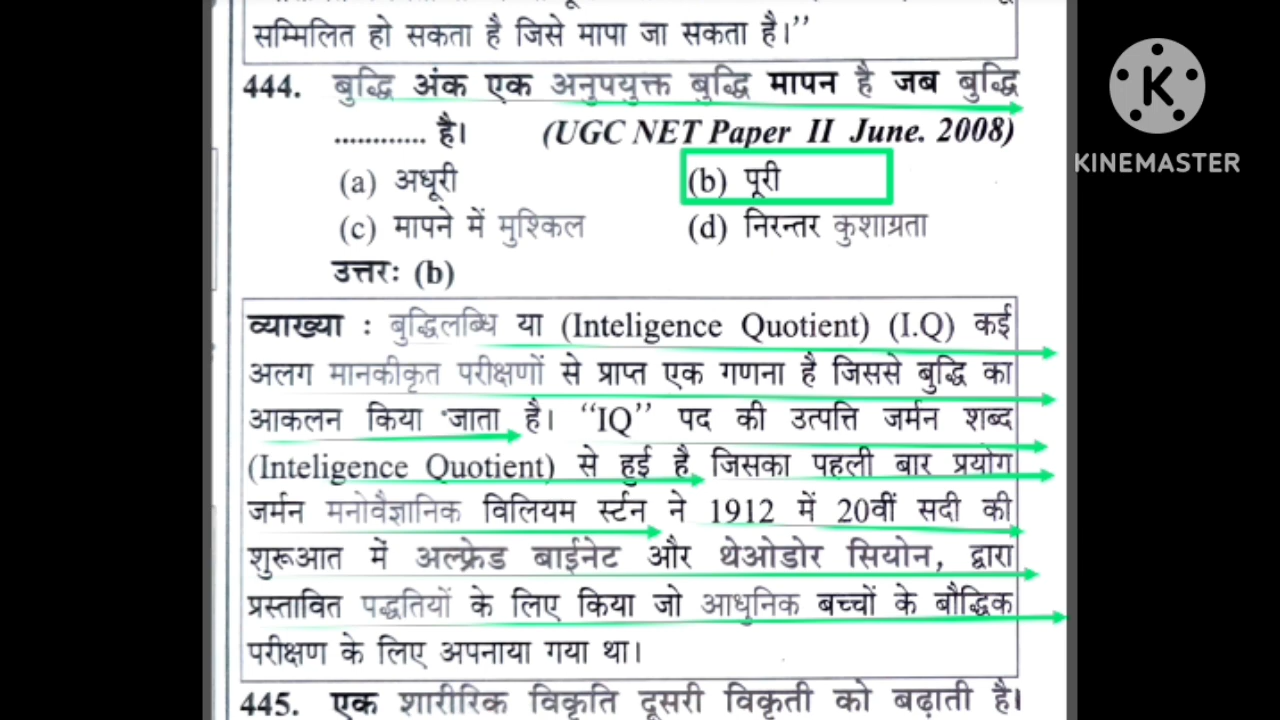 सम्मिलित हो सकता है जिसे मापा जा सकता है।”
444. बुद्धि अंक एक अनुपयुक्त बुद्धि मापन है जब बुद्धि
............ है। (UGC NET Paper II June. 2008)
(a) अधूरी (b) पूरी
(c) मापने में मुश्किल (d) निरन्तर कुशाग्रता
उत्तरः (b)
व्याख्या : बुद्धिलब्धि या (Inteligence Quotient) (I.Q) कई
अलग मानकीकृत परीक्षणों से प्राप्त एक गणना है जिससे बुद्धि का
आकलन किया जाता है। “IQ” पद की उत्पत्ति जर्मन शब्द
(Inteligence Quotient) से हुई है जिसका पहली बार प्रयोग
जर्मन मनोवैज्ञानिक विलियम र्स्टन ने 1912 में 20वीं सदी की
शुरूआत में अल्फ्रेड बाईनेट और थेओडोर सियोन, द्वारा
प्रस्तावित पद्धतियों के लिए किया जो आधुनिक बच्चों के बौद्धिक
परीक्षण के लिए अपनाया गया था।
445. एक शारीरिक विकृति दूसरी विकृती को बढ़ाती है।
K
KINEMASTER